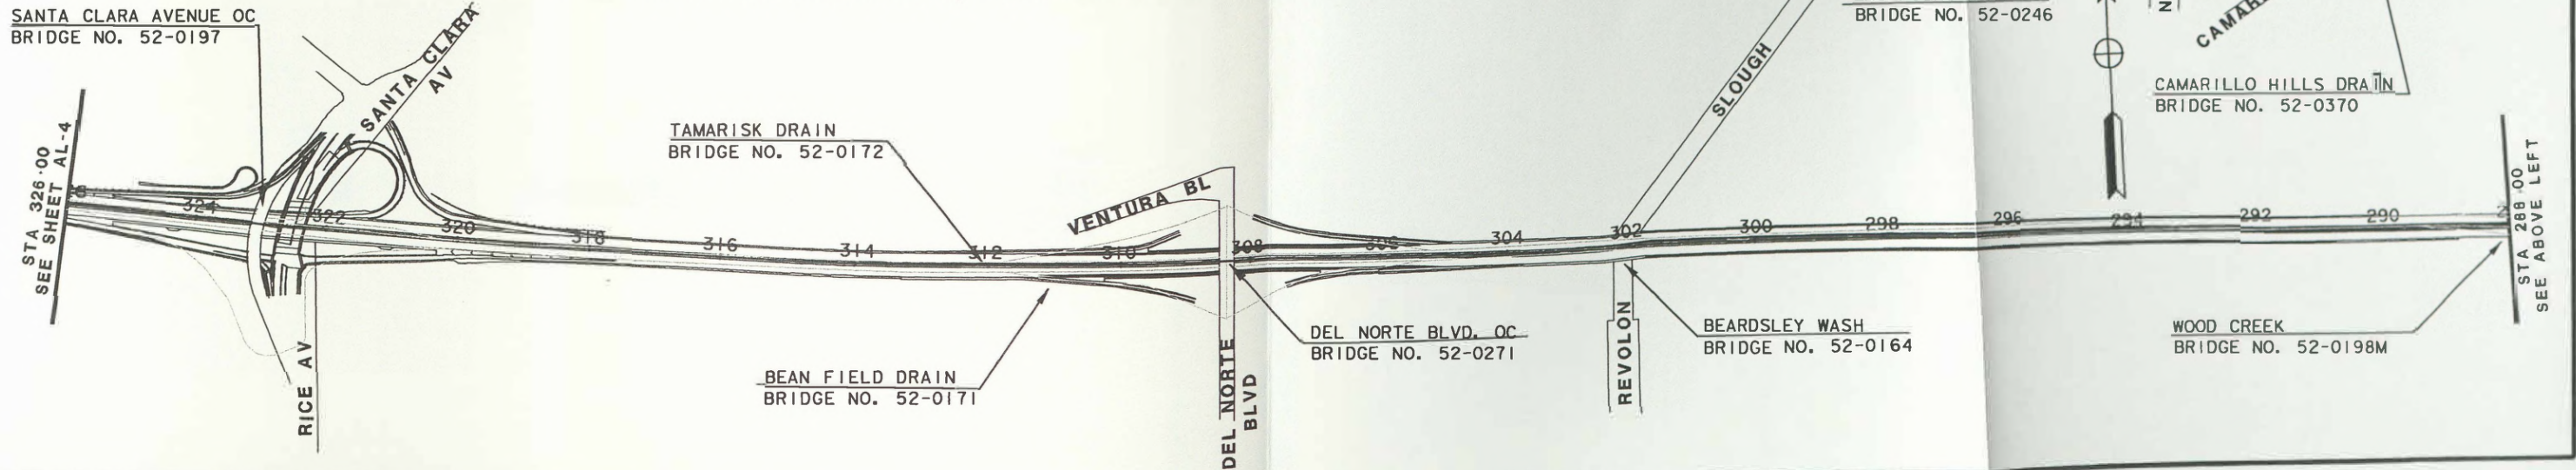 SANTA CLARA AVENUE OC
BRIDGE NO. 52-0197
SANTA CLARA
AV
STA 326+00
SEE SHEET AL-4
TAMARISK DRAIN
BRIDGE NO. 52-0172
VENTURA BL
SLOUGH
BRIDGE NO. 52-0246
N
CAMARILLO HILLS DRAIN
BRIDGE NO. 52-0370
324
322
320
318
316
314
312
310
308
306
304
302
300
298
296
294
292
290
STA 288+00
SEE ABOVE LEFT
RICE AV
BEAN FIELD DRAIN
BRIDGE NO. 52-0171
DEL NORTE
BLVD
DEL NORTE BLVD. OC
BRIDGE NO. 52-0271
REVOLON
BEARDSLEY WASH
BRIDGE NO. 52-0164
WOOD CREEK
BRIDGE NO. 52-0198M